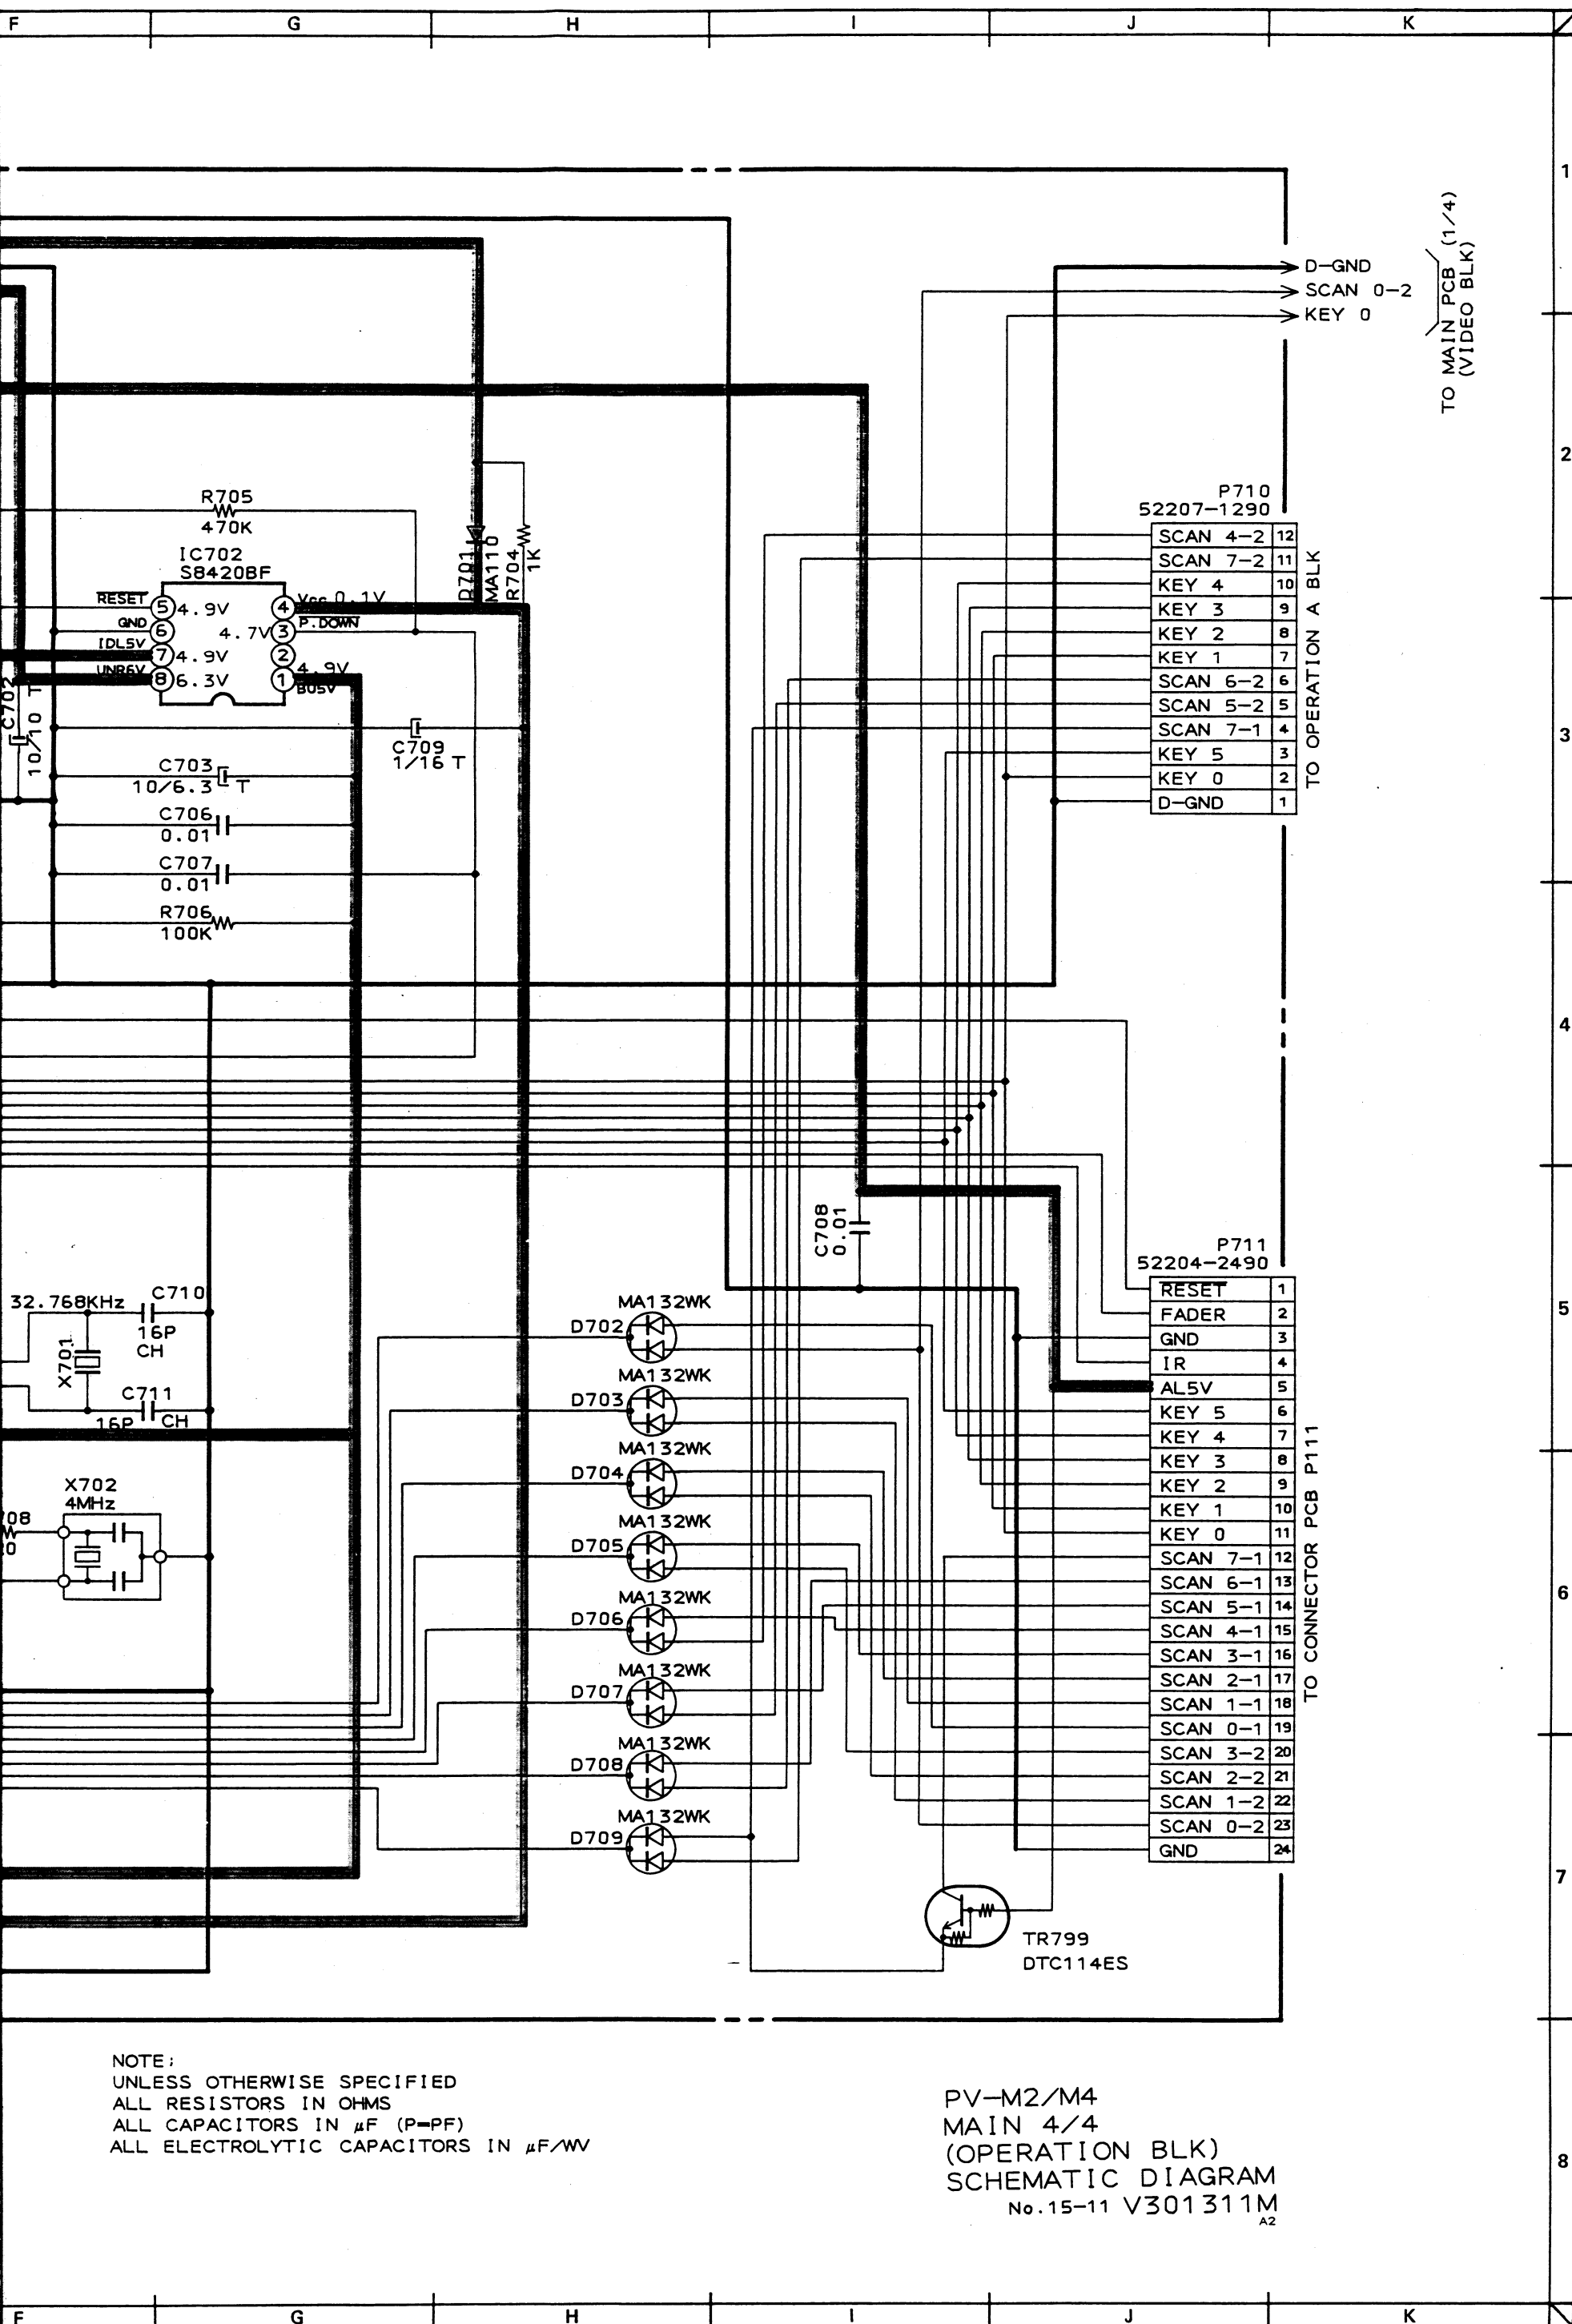 F G H I J K
1
2
3
4
5
6
7
8
D-GND
SCAN 0-2
KEY 0
TO MAIN PCB (1/4)
(VIDEO BLK)
R705
470K
IC702
S8420BF
RESET
GND
IDL5V
UNR6V
5 4.9V
6
7 4.9V
8 6.3V
4
4.7V 3
2
1
0.1V
P.DOWN
4.9V
BU5V
D701
MA110
R704
1K
C702
10/10 T
C709
1/16 T
C703
10/6.3 T
C706
0.01
C707
0.01
R706
100K
P710
52207-1290
SCAN 4-2 12
SCAN 7-2 11
KEY 4 10
KEY 3 9
KEY 2 8
KEY 1 7
SCAN 6-2 6
SCAN 5-2 5
SCAN 7-1 4
KEY 5 3
KEY 0 2
D-GND 1
TO OPERATION A BLK
C708
0.01
32.768KHz
C710
16P
CH
X701
C711
16P CH
X702
4MHz
08
0
MA132WK
D702
MA132WK
D703
MA132WK
D704
MA132WK
D705
MA132WK
D706
MA132WK
D707
MA132WK
D708
MA132WK
D709
P711
52204-2490
RESET 1
FADER 2
GND 3
IR 4
AL5V 5
KEY 5 6
KEY 4 7
KEY 3 8
KEY 2 9
KEY 1 10
KEY 0 11
SCAN 7-1 12
SCAN 6-1 13
SCAN 5-1 14
SCAN 4-1 15
SCAN 3-1 16
SCAN 2-1 17
SCAN 1-1 18
SCAN 0-1 19
SCAN 3-2 20
SCAN 2-2 21
SCAN 1-2 22
SCAN 0-2 23
GND 24
TO CONNECTOR PCB P111
TR799
DTC114ES
NOTE;
UNLESS OTHERWISE SPECIFIED
ALL RESISTORS IN OHMS
ALL CAPACITORS IN μF (P=PF)
ALL ELECTROLYTIC CAPACITORS IN μF/WV
PV-M2/M4
MAIN 4/4
(OPERATION BLK)
SCHEMATIC DIAGRAM
No.15-11 V301311M
A2
F G H I J K